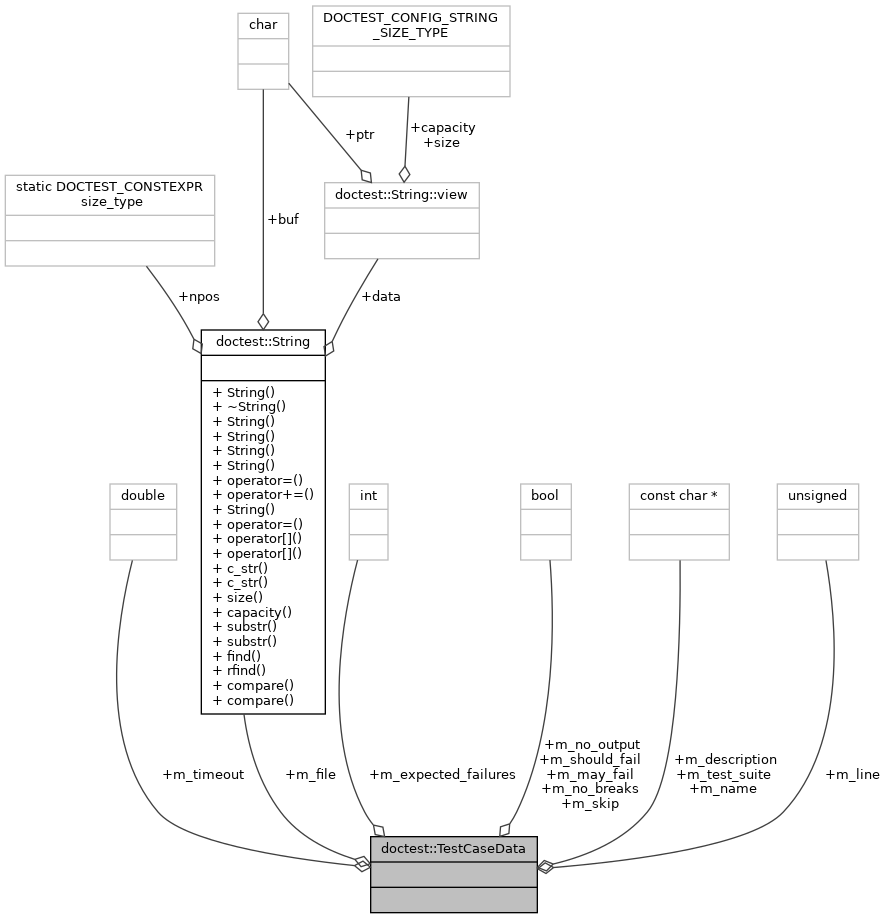 char
DOCTEST_CONFIG_STRING
_SIZE_TYPE
+ptr
+capacity
+size
static DOCTEST_CONSTEXPR
size_type
doctest::String::view
+buf
+npos
+data
doctest::String
+ String()
+ ~String()
+ String()
+ String()
+ String()
+ String()
+ operator=()
+ operator+=()
+ String()
+ operator=()
+ operator[]()
+ operator[]()
+ c_str()
+ c_str()
+ size()
+ capacity()
+ substr()
+ substr()
+ find()
+ rfind()
+ compare()
+ compare()
double
int
bool
const char *
unsigned
+m_timeout
+m_file
+m_expected_failures
+m_no_output
+m_should_fail
+m_may_fail
+m_no_breaks
+m_skip
+m_description
+m_test_suite
+m_name
+m_line
doctest::TestCaseData